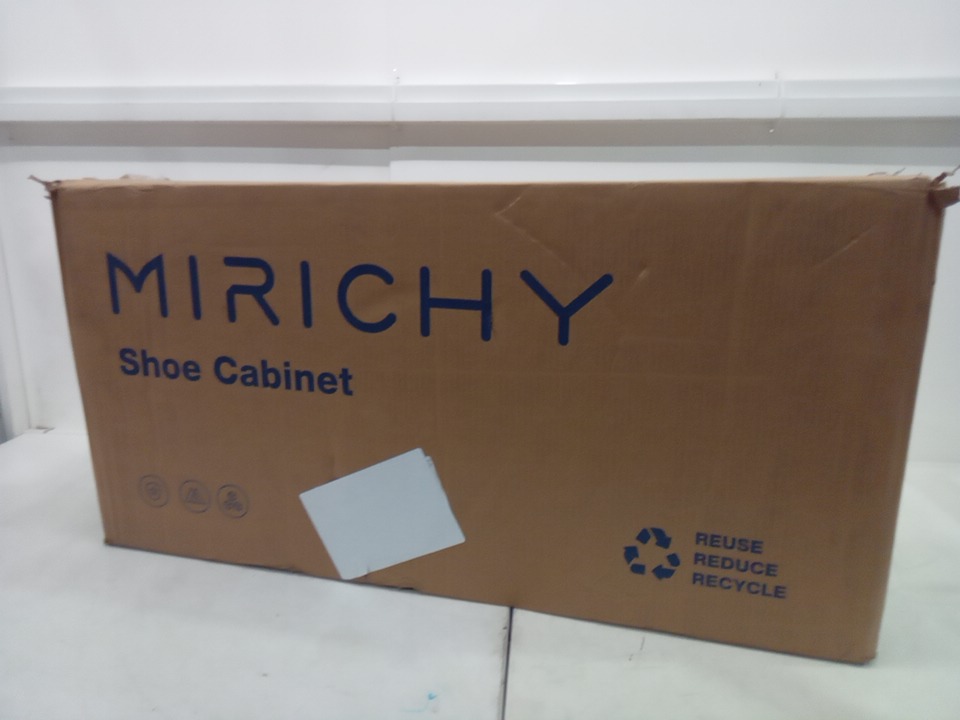 MIRICHY
Shoe Cabinet
REUSE
REDUCE
RECYCLE